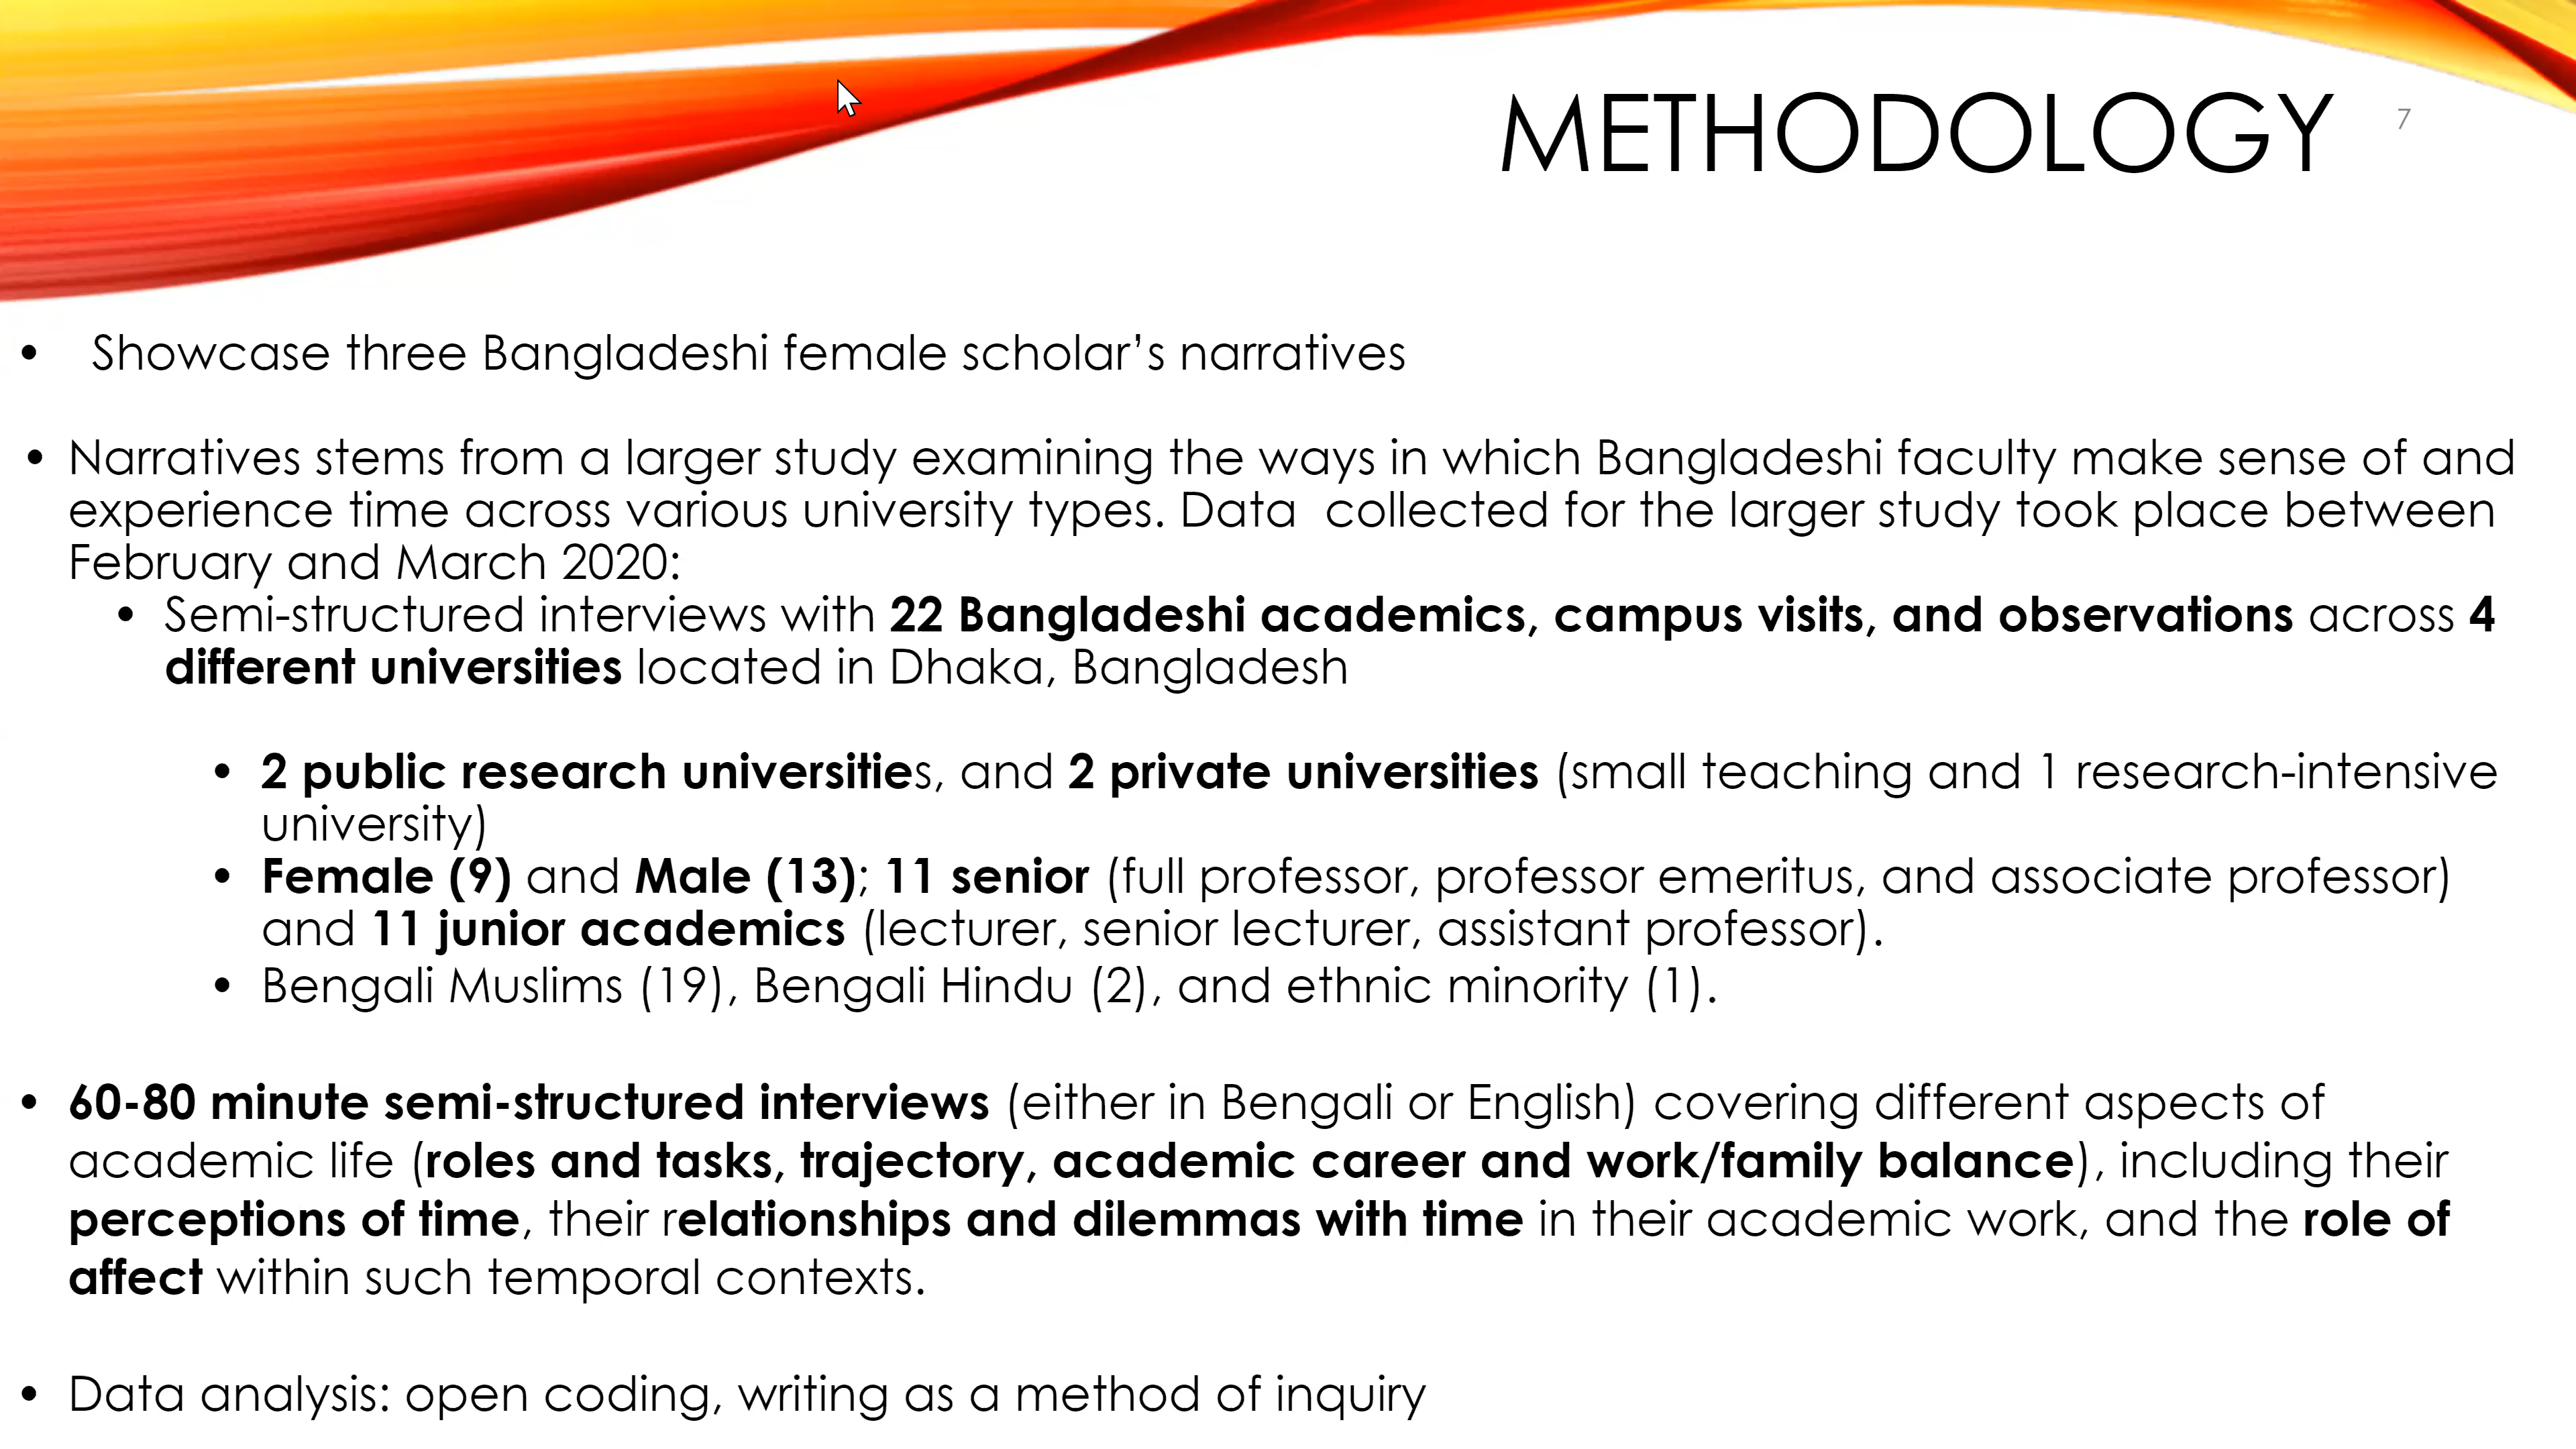 METHODOLOGY
7
• Showcase three Bangladeshi female scholar’s narratives
• Narratives stems from a larger study examining the ways in which Bangladeshi faculty make sense of and
experience time across various university types. Data  collected for the larger study took place between
February and March 2020:
• Semi-structured interviews with 22 Bangladeshi academics, campus visits, and observations across 4
different universities located in Dhaka, Bangladesh
• 2 public research universities, and 2 private universities (small teaching and 1 research-intensive
university)
• Female (9) and Male (13); 11 senior (full professor, professor emeritus, and associate professor)
and 11 junior academics (lecturer, senior lecturer, assistant professor).
• Bengali Muslims (19), Bengali Hindu (2), and ethnic minority (1).
• 60-80 minute semi-structured interviews (either in Bengali or English) covering different aspects of
academic life (roles and tasks, trajectory, academic career and work/family balance), including their
perceptions of time, their relationships and dilemmas with time in their academic work, and the role of
affect within such temporal contexts.
• Data analysis: open coding, writing as a method of inquiry